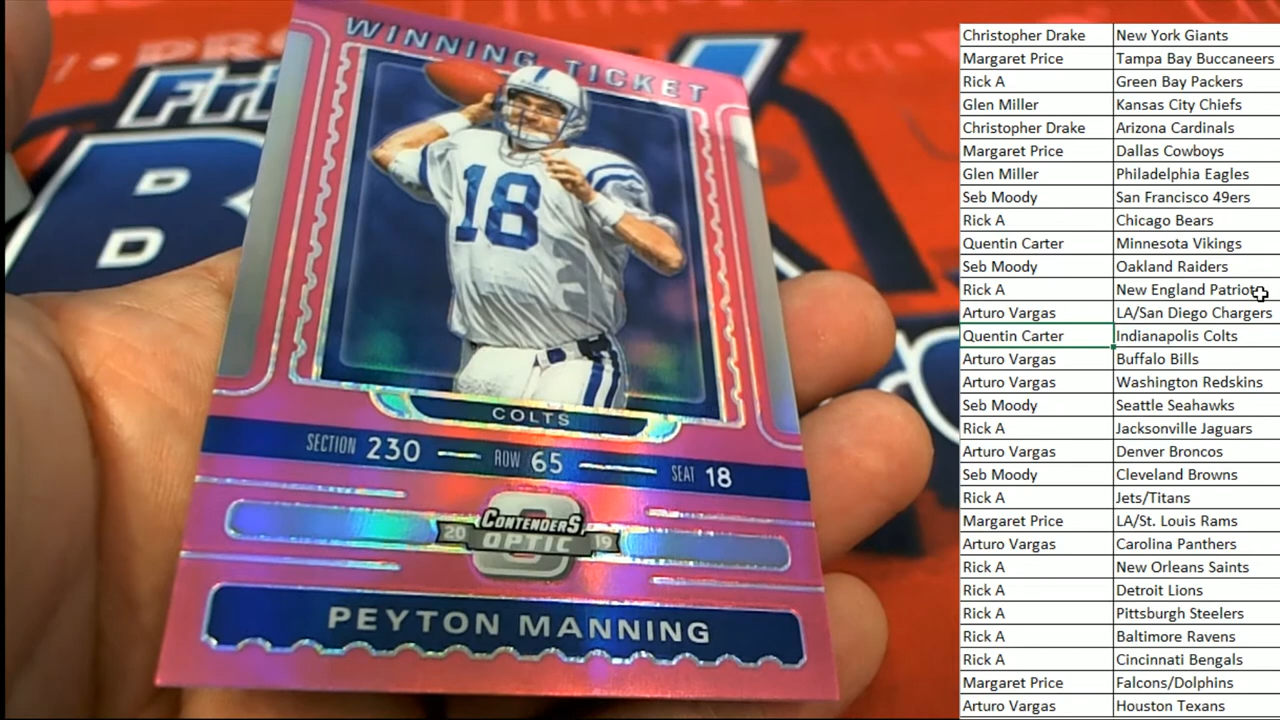 WINNING TICKET
18
COLTS
SECTION 230 — ROW 65 — SEAT 18
20 CONTENDERS 19
OPTIC
PEYTON MANNING
Christopher Drake New York Giants
Margaret Price Tampa Bay Buccaneers
Rick A Green Bay Packers
Glen Miller Kansas City Chiefs
Christopher Drake Arizona Cardinals
Margaret Price Dallas Cowboys
Glen Miller Philadelphia Eagles
Seb Moody San Francisco 49ers
Rick A Chicago Bears
Quentin Carter Minnesota Vikings
Seb Moody Oakland Raiders
Rick A New England Patriots
Arturo Vargas LA/San Diego Chargers
Quentin Carter Indianapolis Colts
Arturo Vargas Buffalo Bills
Arturo Vargas Washington Redskins
Seb Moody Seattle Seahawks
Rick A Jacksonville Jaguars
Arturo Vargas Denver Broncos
Seb Moody Cleveland Browns
Rick A Jets/Titans
Margaret Price LA/St. Louis Rams
Arturo Vargas Carolina Panthers
Rick A New Orleans Saints
Rick A Detroit Lions
Rick A Pittsburgh Steelers
Rick A Baltimore Ravens
Rick A Cincinnati Bengals
Margaret Price Falcons/Dolphins
Arturo Vargas Houston Texans